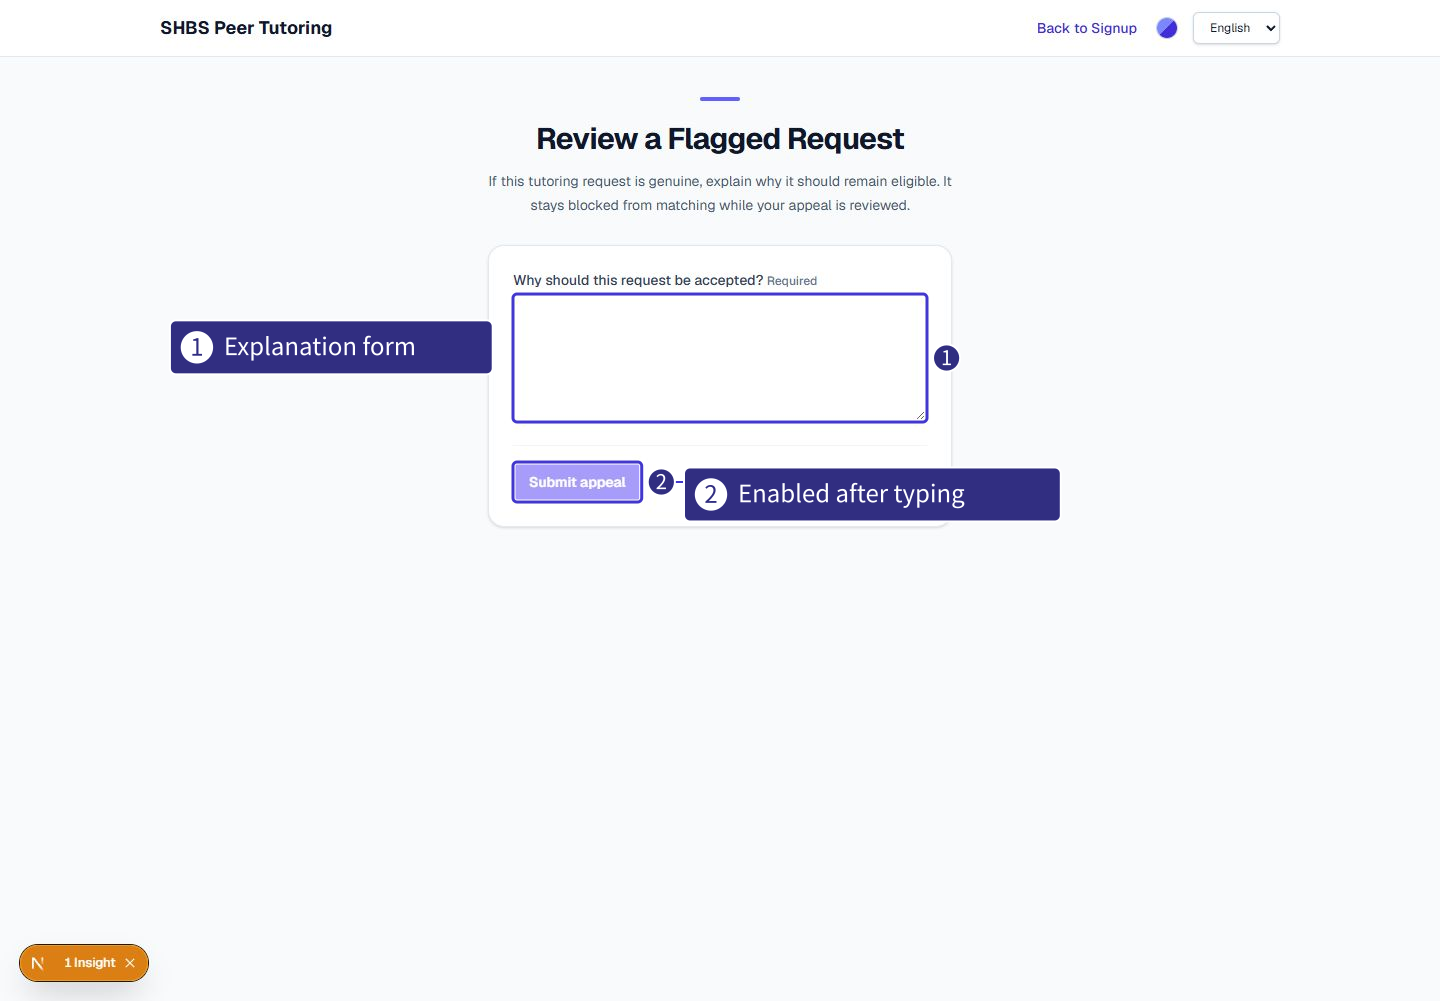 SHBS Peer Tutoring
Back to Signup
English
Review a Flagged Request
If this tutoring request is genuine, explain why it should remain eligible. It
stays blocked from matching while your appeal is reviewed.
Why should this request be accepted? Required
1 Explanation form
1
Submit appeal
2
2 Enabled after typing
N
1 Insight